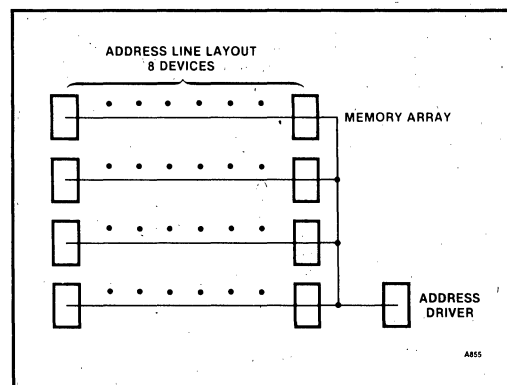 ADDRESS LINE LAYOUT
8 DEVICES
MEMORY ARRAY
ADDRESS
DRIVER
A855